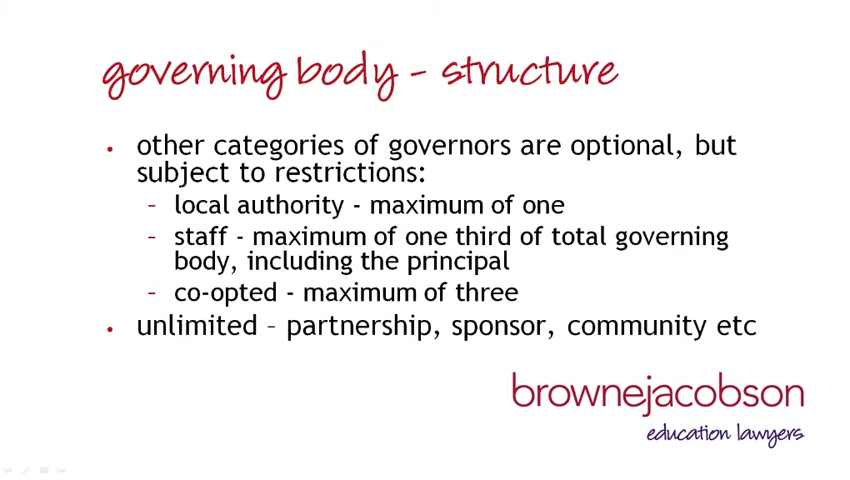 governing body - structure
• other categories of governors are optional, but
subject to restrictions:
– local authority - maximum of one
– staff - maximum of one third of total governing
body, including the principal
– co-opted - maximum of three
• unlimited – partnership, sponsor, community etc
brownejacobson
education lawyers